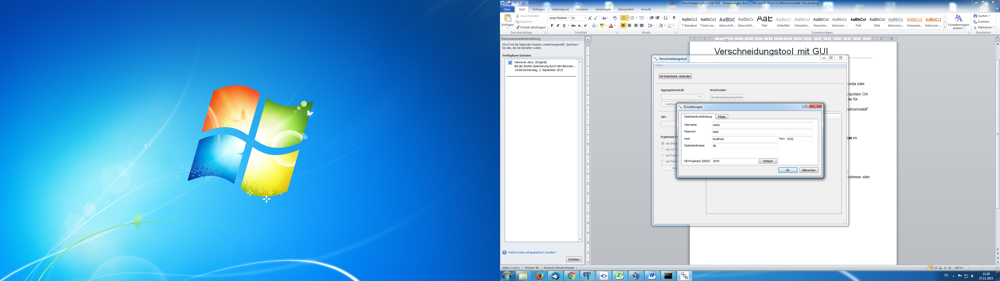 Verschneidungstool mit GUI - Anweisungen.docx - Microsoft Word nichtkommerzielle Verwendung
Datei Start Einfügen Seitenlayout Verweise Sendungen Überprüfen Ansicht
Einfügen
Ausschneiden
Kopieren
Format übertragen
Zwischenablage
Arial (Textkör 11
F K U abc x₂ x²
Schriftart
Absatz
AaBbCcI AaBbCcI AaBbC AaBbCc AaB AaBbCc AaBbCcI AaBbCcI AaBbCc AaBbCcI AaBbCcI AaBbCc AaBbCcI AaBbCcI
¶ Standard ¶ Kein Lee... Überschrif... Überschrif... Titel Untertitel Schwache... Hervorhe... Intensive ... Fett Zitat Intensives... Schwache... Intensiver ...
Formatvorlagen
Formatvorlagen ändern
Suchen
Ersetzen
Markieren
Bearbeiten
Dokumentwiederherstellung
Word hat die folgenden Dateien wiederhergestellt. Speichern
Sie alle, die Sie behalten wollen.
Verfügbare Dateien
Hannover.docx [Original]
Bei der letzten Speicherung durch den Benutze...
14:08 Donnerstag, 3. September 2015
Welche Datei soll gespeichert werden?
Schließen
Verschneidungstool mit GUI
onda oder
nschten Ort
lie für
ehrsmodell“
at im
Adresse oder
Verschneidungstool
Datei
mit Datenbank verbinden
Aggregationsstufe
Löschen
Verschneiden
Verschneidung berechnen
Jahr
Ergebnisse h
als Shap
als csv-D
als Exce
als FileG
Her
Einstellungen
Datenbankverbindung Pfade
Username name
Passwort pass
Host localhost Port 5432
Datenbankname db
DB-Projektion (SRID) 3044 Default
OK Abbrechen
Seite: 1 von 1 Wörter: 98 Deutsch (Deutschland)
100 %
DE
15:28
27.11.2015